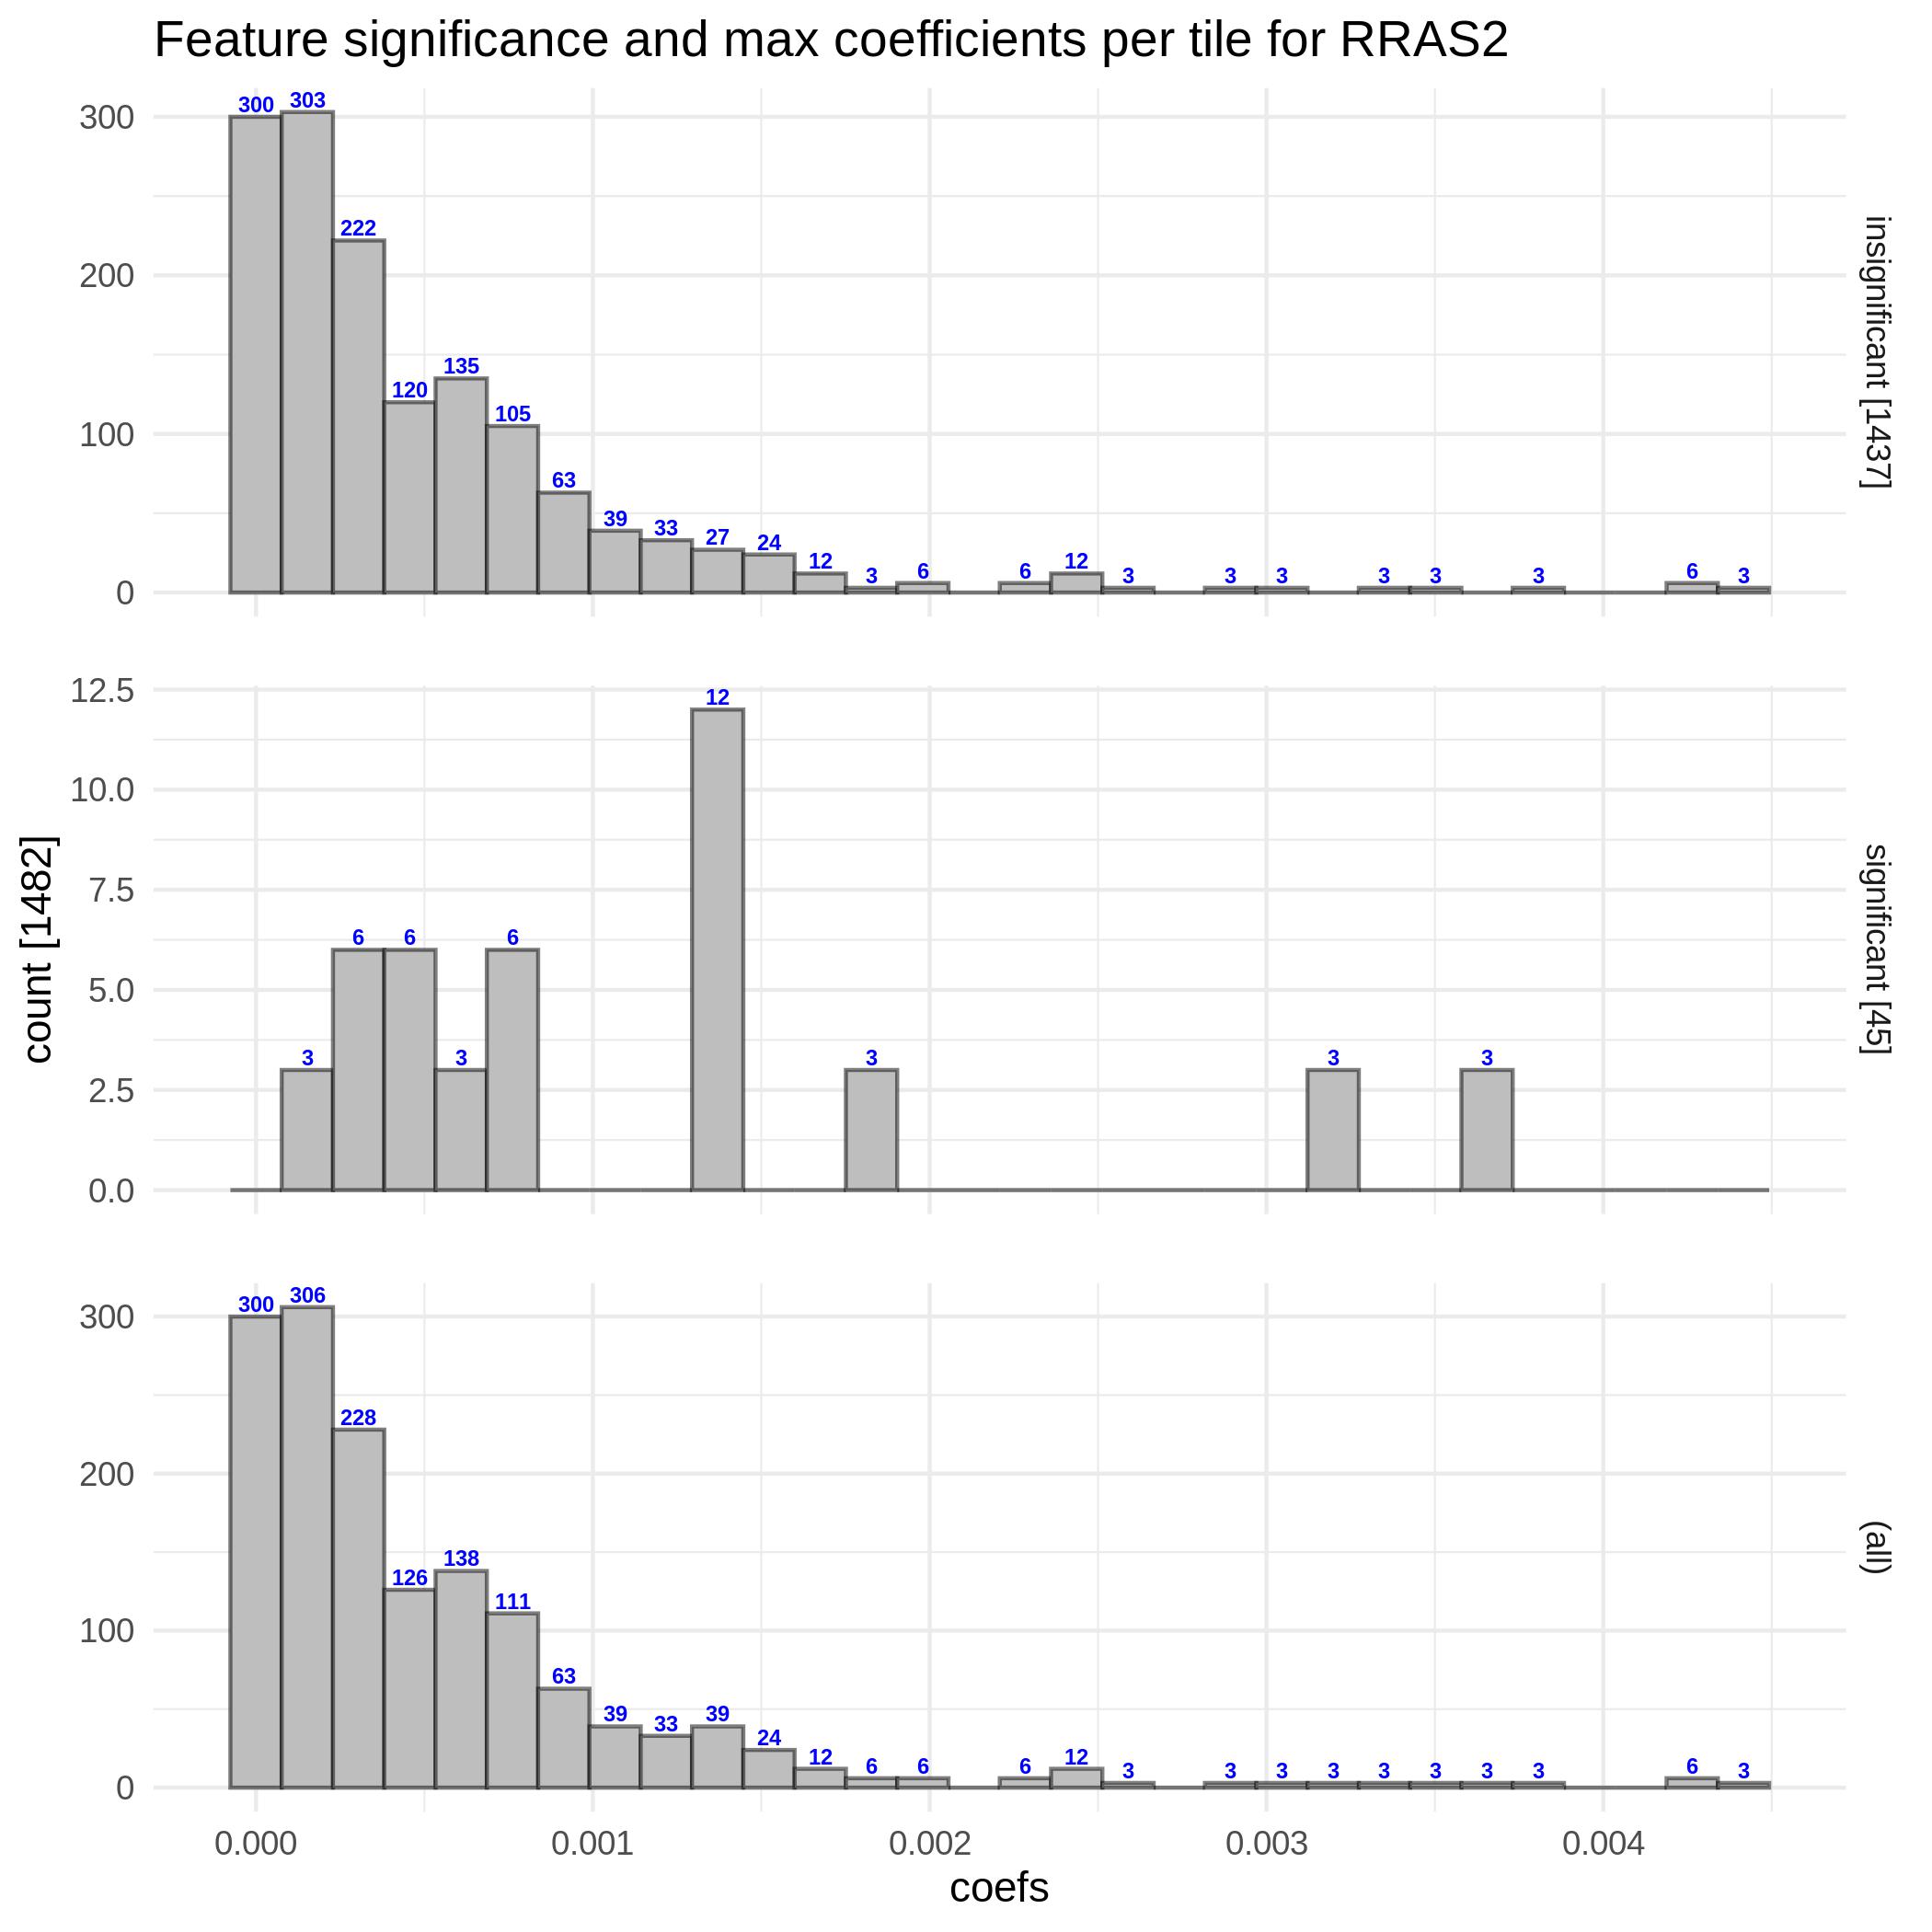 Feature significance and max coefficients per tile for RRAS2
300
200
100
0
300 303 222 120 135 105 63 39 33 27 24 12 3 6 6 12 3 3 3 3 3 3 6 3
insignificant [1437]
count [1482]
12.5
10.0
7.5
5.0
2.5
0.0
3 6 6 3 6 12 3 3 3
significant [45]
300
200
100
0
300 306 228 126 138 111 63 39 33 39 24 12 6 6 6 12 3 3 3 3 3 3 3 3 6 3
(all)
0.000 0.001 0.002 0.003 0.004
coefs